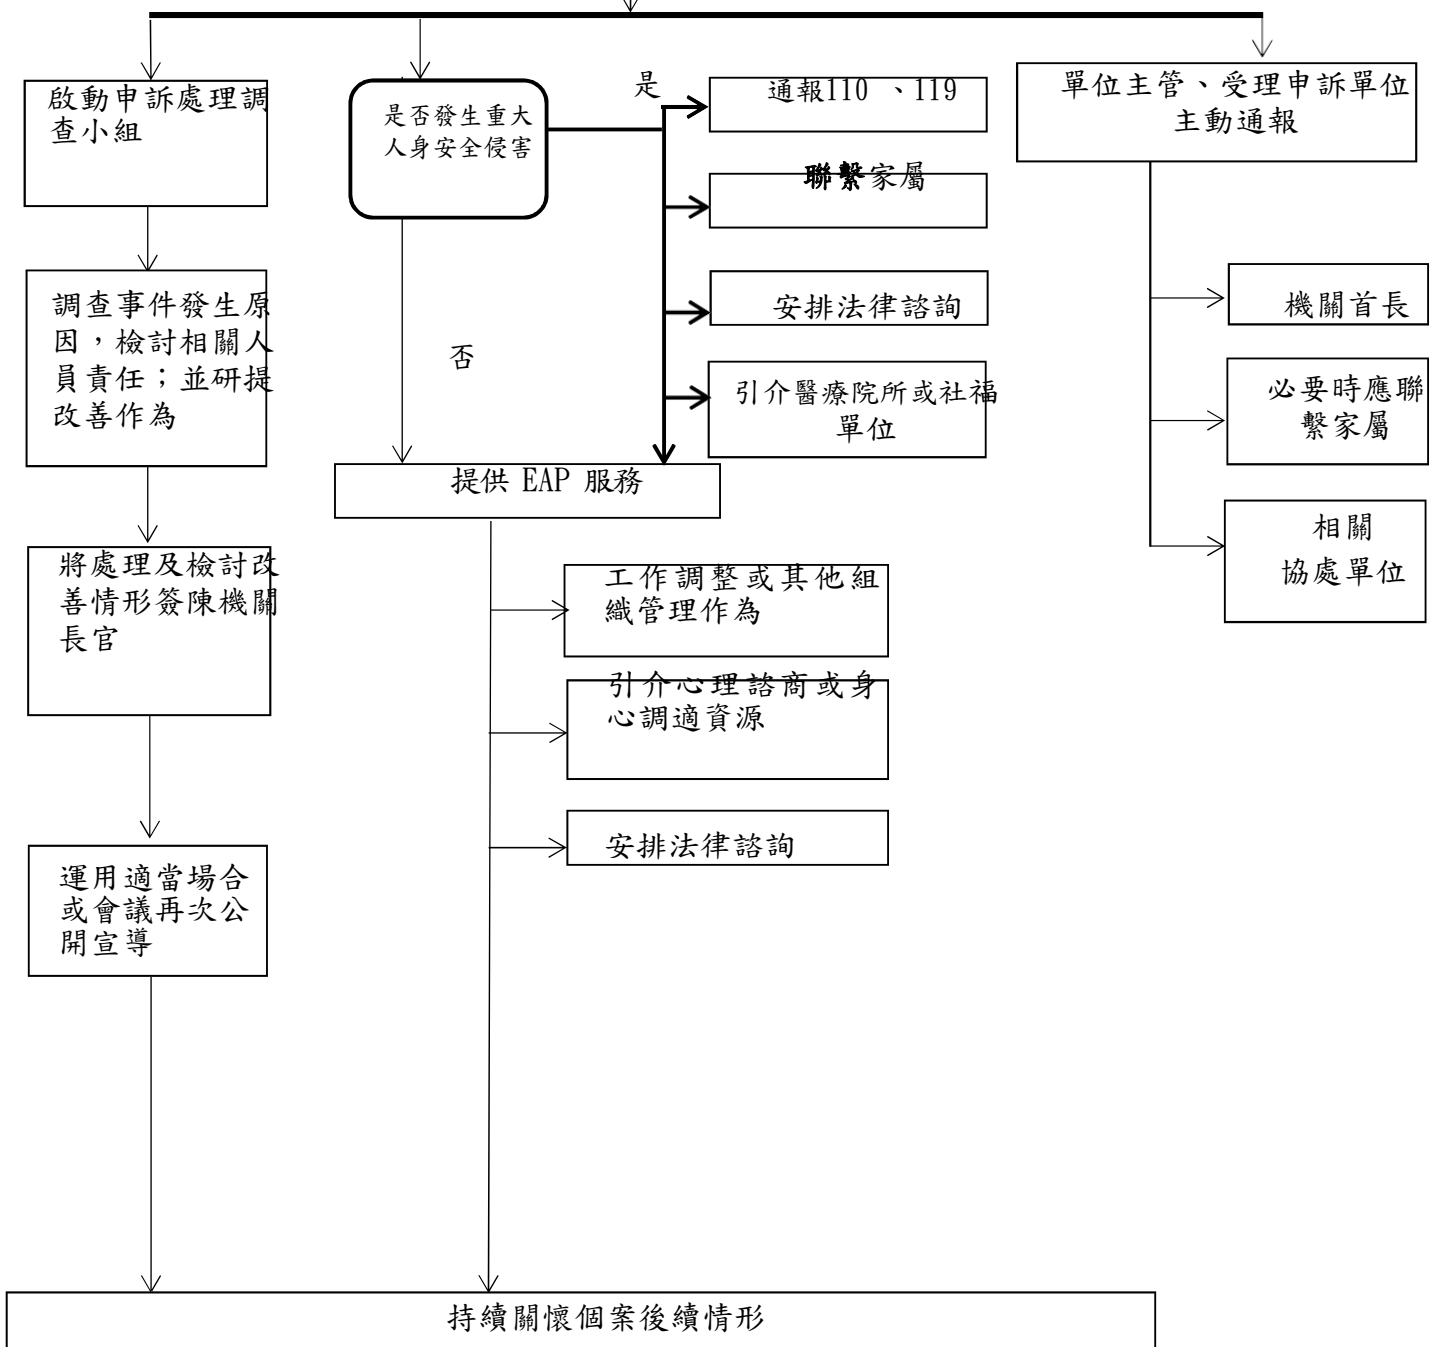 啟動申訴處理調
查小組
調查事件發生原
因，檢討相關人
員責任；並研提
改善作為
將處理及檢討改
善情形簽陳機關
長官
運用適當場合
或會議再次公
開宣導
是否發生重大
人身安全侵害
是
否
通報110 、119
聯繫家屬
安排法律諮詢
引介醫療院所或社福
單位
提供 EAP 服務
工作調整或其他組
織管理作為
引介心理諮商或身
心調適資源
安排法律諮詢
單位主管、受理申訴單位
主動通報
機關首長
必要時應聯
繫家屬
相關
協處單位
持續關懷個案後續情形